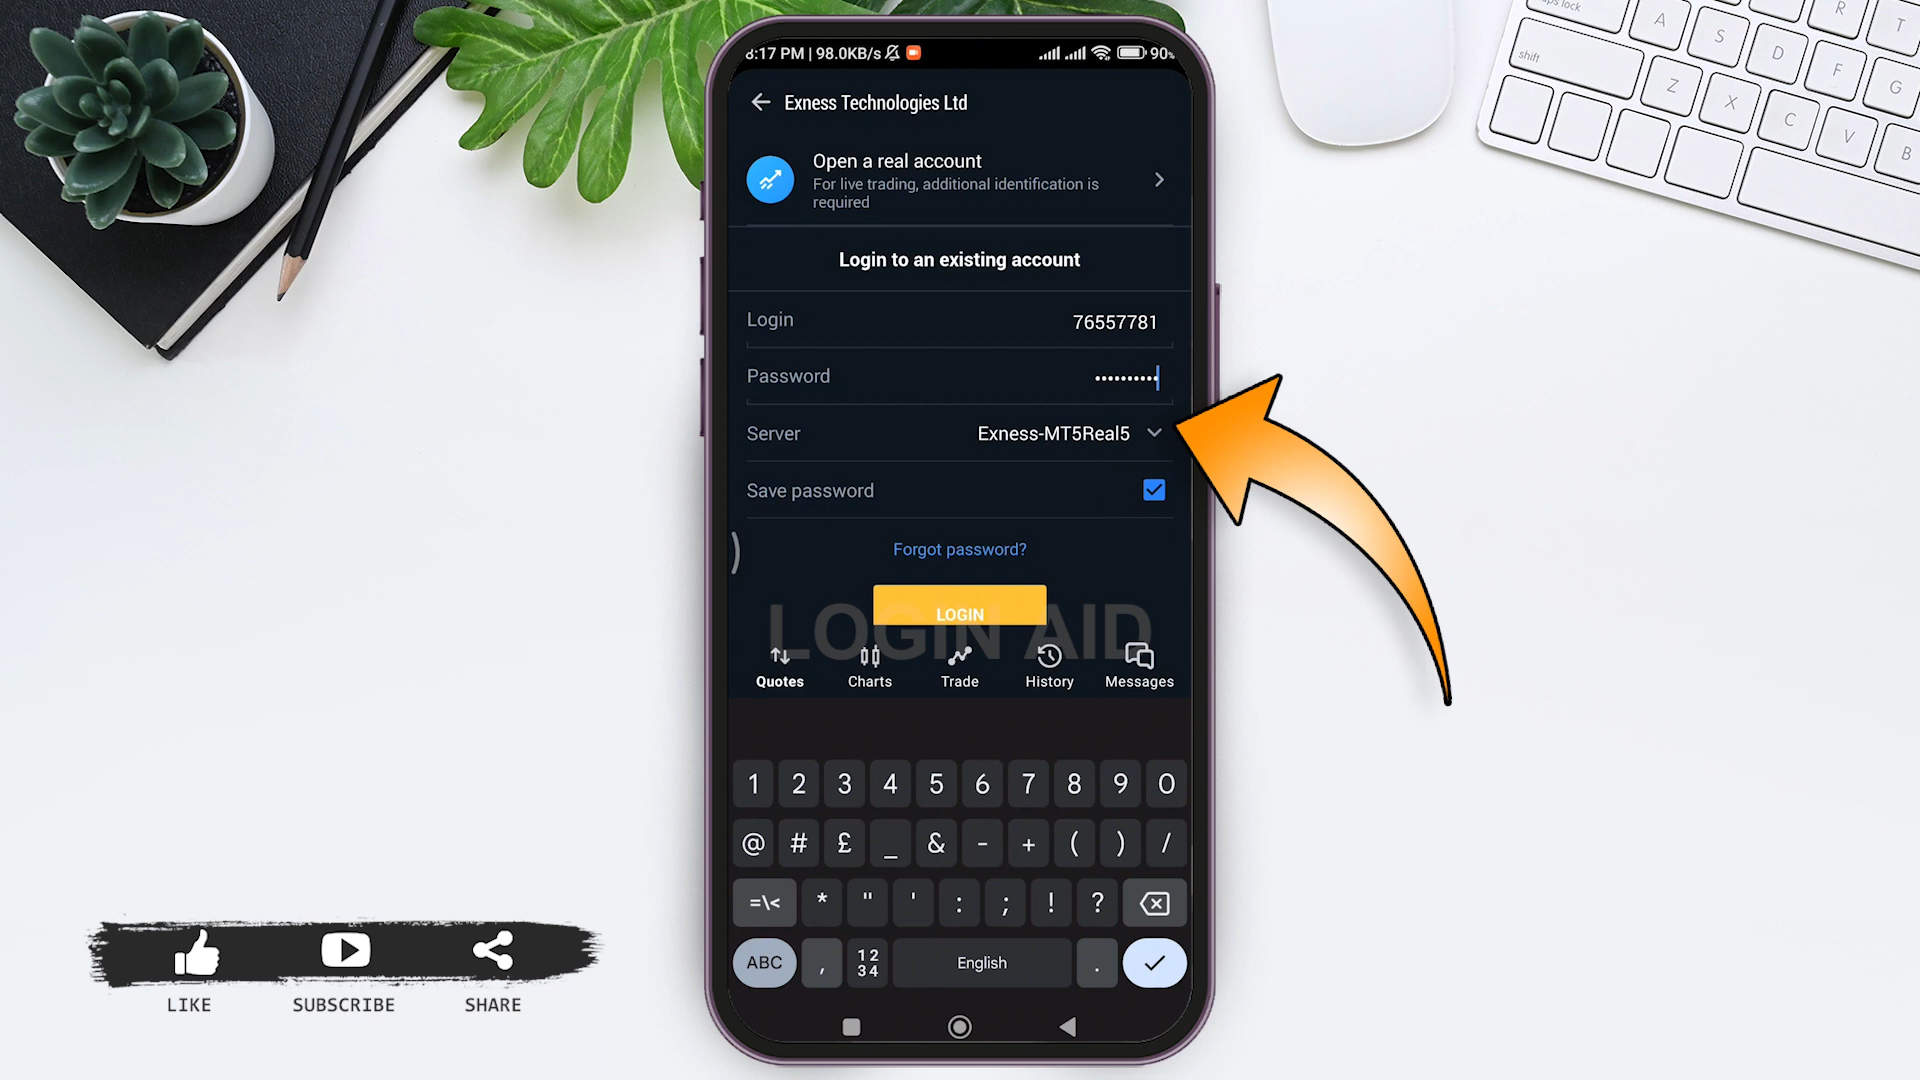 8:17 PM | 98.0KB/s
90
Exness Technologies Ltd
Open a real account
For live trading, additional identification is
required
Login to an existing account
Login 76557781
Password ••••••••••
Server Exness-MT5Real5
Save password
Forgot password?
LOGIN
LOGIN AID
Quotes Charts Trade History Messages
1 2 3 4 5 6 7 8 9 0
@ # £ _ & - + ( ) /
=\< * " ' : ; ! ?
ABC , 12 34 English .
LIKE SUBSCRIBE SHARE
caps lock
A S D F G
shift
Z X C V B
R T